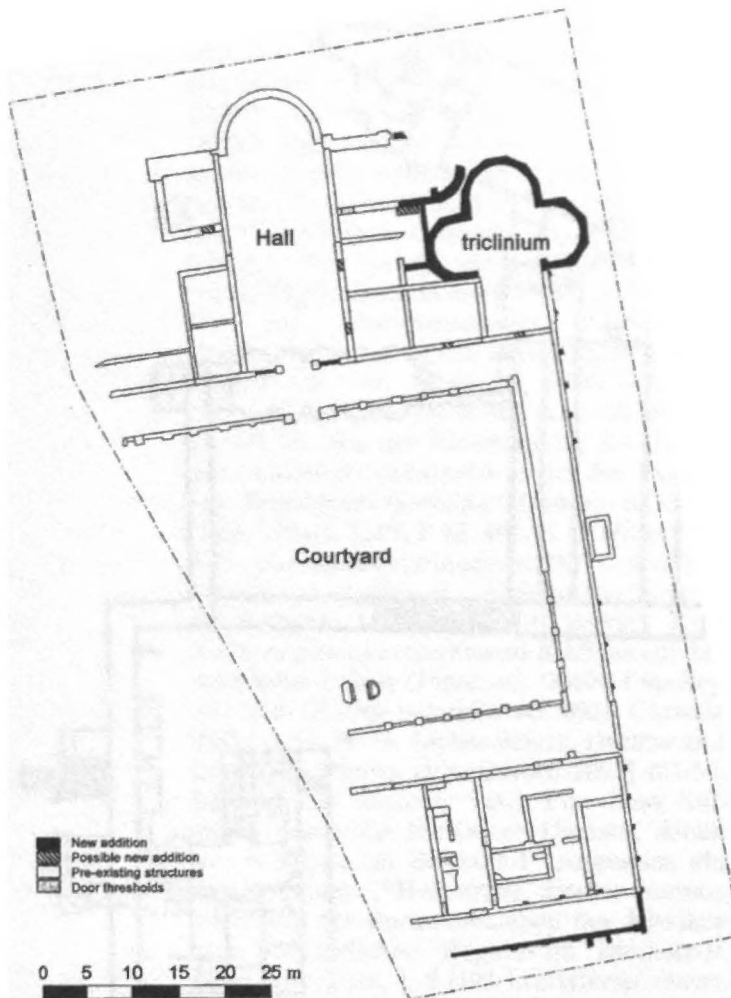 Hall
triclinium
Courtyard
New addition
Possible new addition
Pre-existing structures
Door thresholds
0 5 10 15 20 25 m